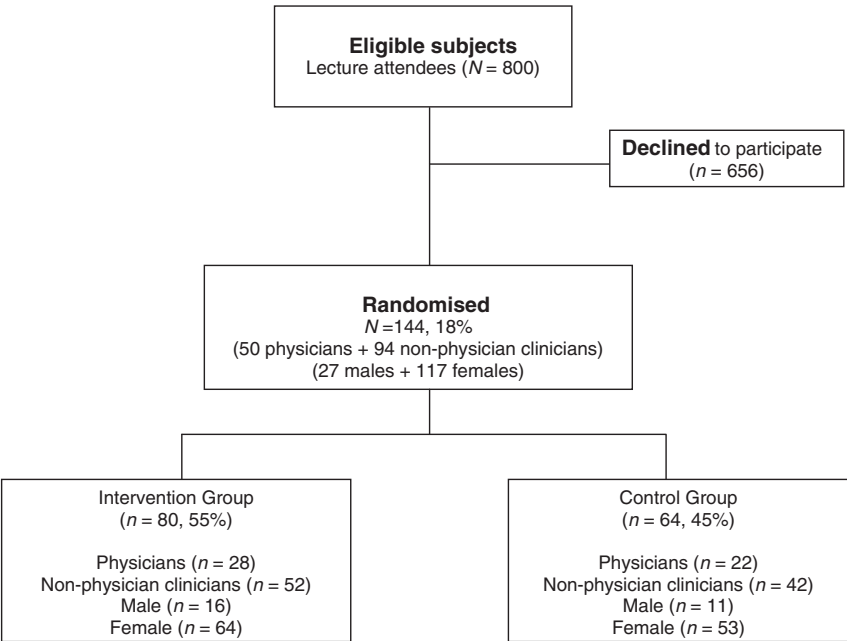 Eligible subjects
Lecture attendees (N = 800)
Declined to participate
(n = 656)
Randomised
N =144, 18%
(50 physicians + 94 non-physician clinicians)
(27 males + 117 females)
Intervention Group
(n = 80, 55%)
Physicians (n = 28)
Non-physician clinicians (n = 52)
Male (n = 16)
Female (n = 64)
Control Group
(n = 64, 45%)
Physicians (n = 22)
Non-physician clinicians (n = 42)
Male (n = 11)
Female (n = 53)